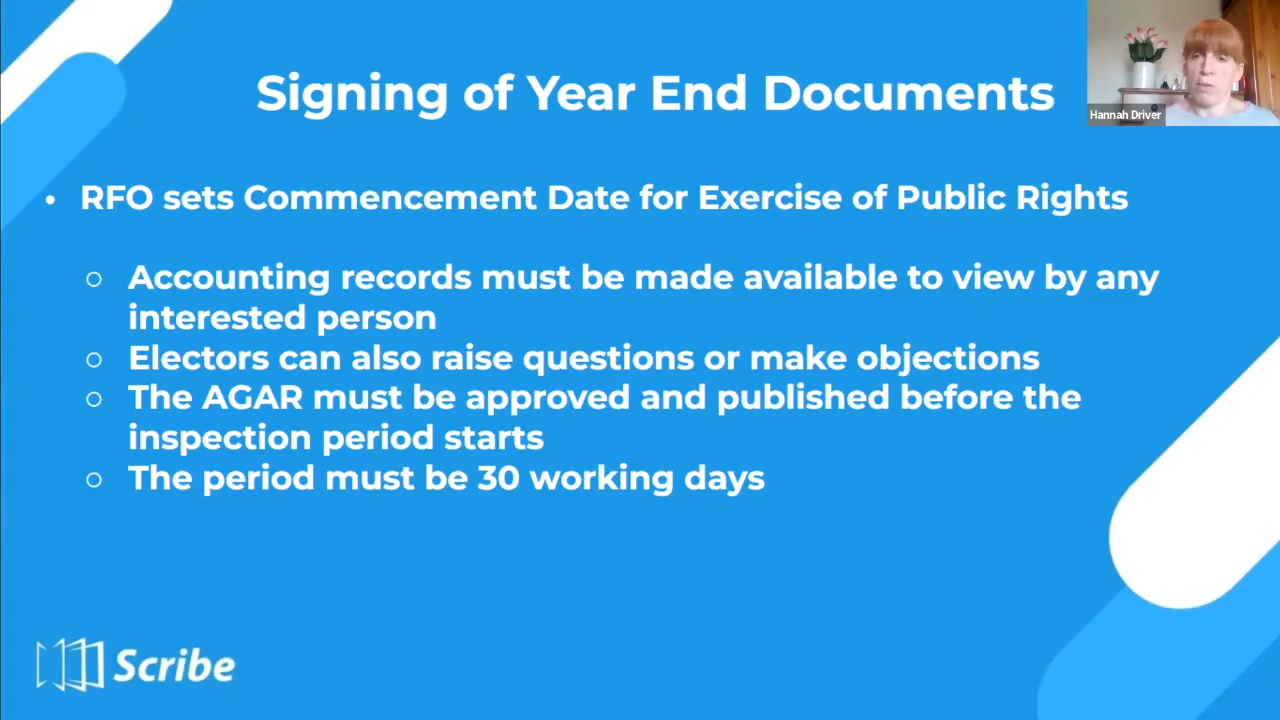 Signing of Year End Documents
Hannah Driver
• RFO sets Commencement Date for Exercise of Public Rights
○ Accounting records must be made available to view by any
interested person
○ Electors can also raise questions or make objections
○ The AGAR must be approved and published before the
inspection period starts
○ The period must be 30 working days
Scribe